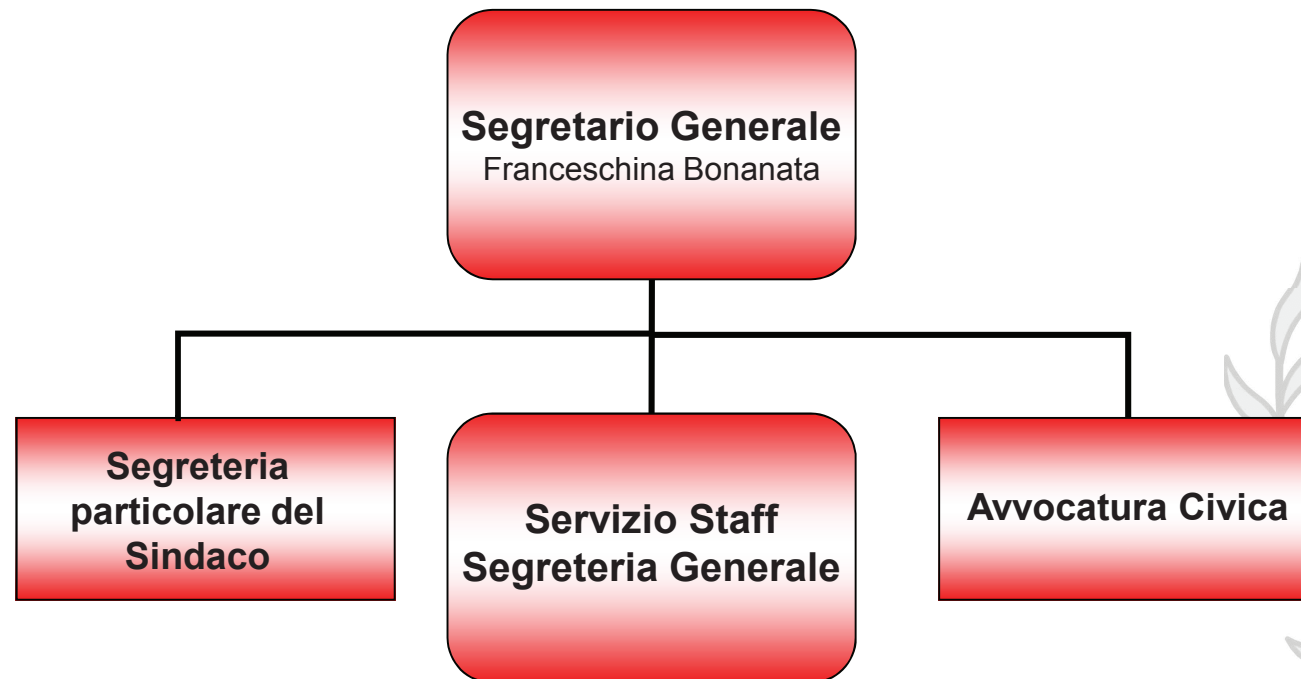 Segretario Generale
Franceschina Bonanata
Segreteria
particolare del
Sindaco
Servizio Staff
Segreteria Generale
Avvocatura Civica